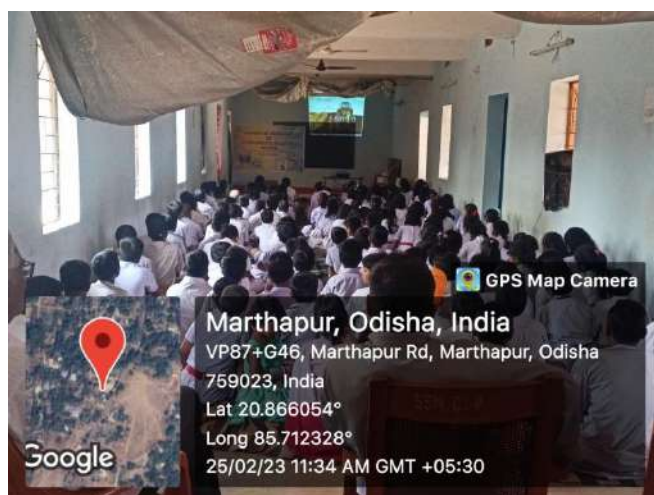 GPS Map Camera
Marthapur, Odisha, India
VP87+G46, Marthapur Rd, Marthapur, Odisha
759023, India
Lat 20.866054°
Long 85.712328°
25/02/23 11:34 AM GMT +05:30
Google